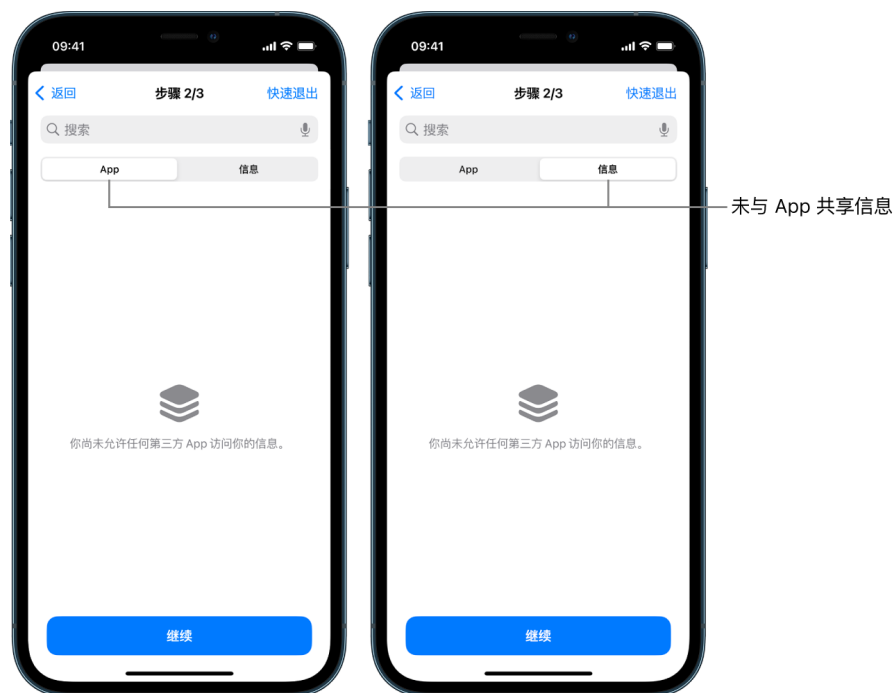 09:41
返回
步骤 2/3
快速退出
搜索
App
信息
你尚未允许任何第三方 App 访问你的信息。
继续
09:41
返回
步骤 2/3
快速退出
搜索
App
信息
你尚未允许任何第三方 App 访问你的信息。
继续
未与 App 共享信息